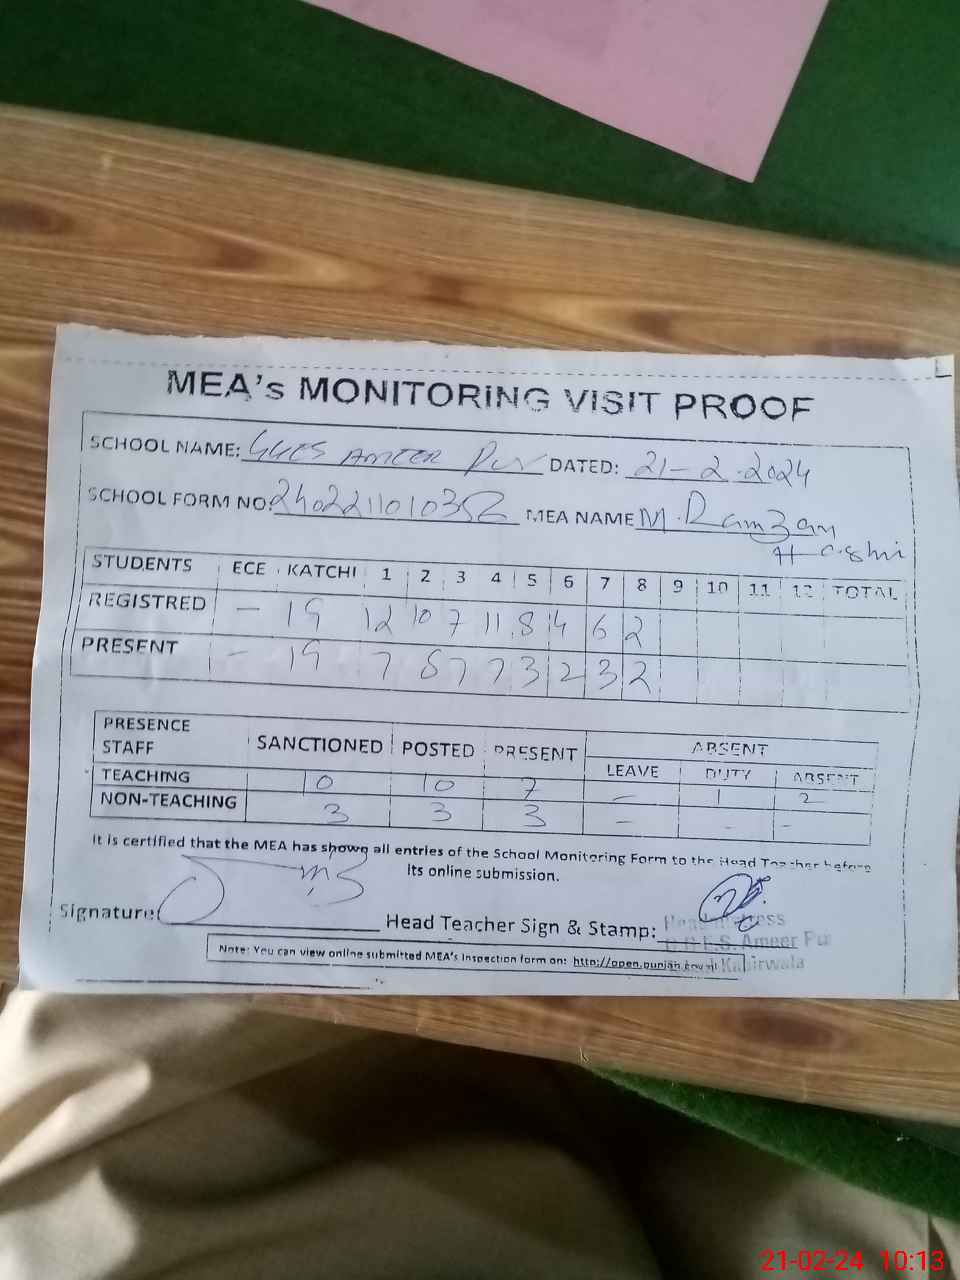 MEA's MONITORING VISIT PROOF
SCHOOL NAME: GGES AMEER Pur DATED: 21-2-2024
SCHOOL FORM NO: 2402211010352 MEA NAME M. Ramzan
Hashmi
STUDENTS ECE KATCHI 1 2 3 4 5 6 7 8 9 10 11 12 TOTAL
REGISTRED - 19 12 10 7 11 8 4 6 2
PRESENT - 19 7 7 7 3 2 3 2
PRESENCE STAFF SANCTIONED POSTED PRESENT ABSENT
LEAVE DUTY ABSENT
TEACHING 10 10 7 - 1 2
NON-TEACHING 3 3 3 - - -
It is certified that the MEA has shown all entries of the School Monitoring Form to the Head Teacher before
its online submission.
Signature: Head Teacher Sign & Stamp:
Headmistress
G.G.E.S. Ameer Pur
Kabirwala
Note: You can view online submitted MEA's Inspection form on: http://open.punjab.gov.pk
21-02-24 10:13